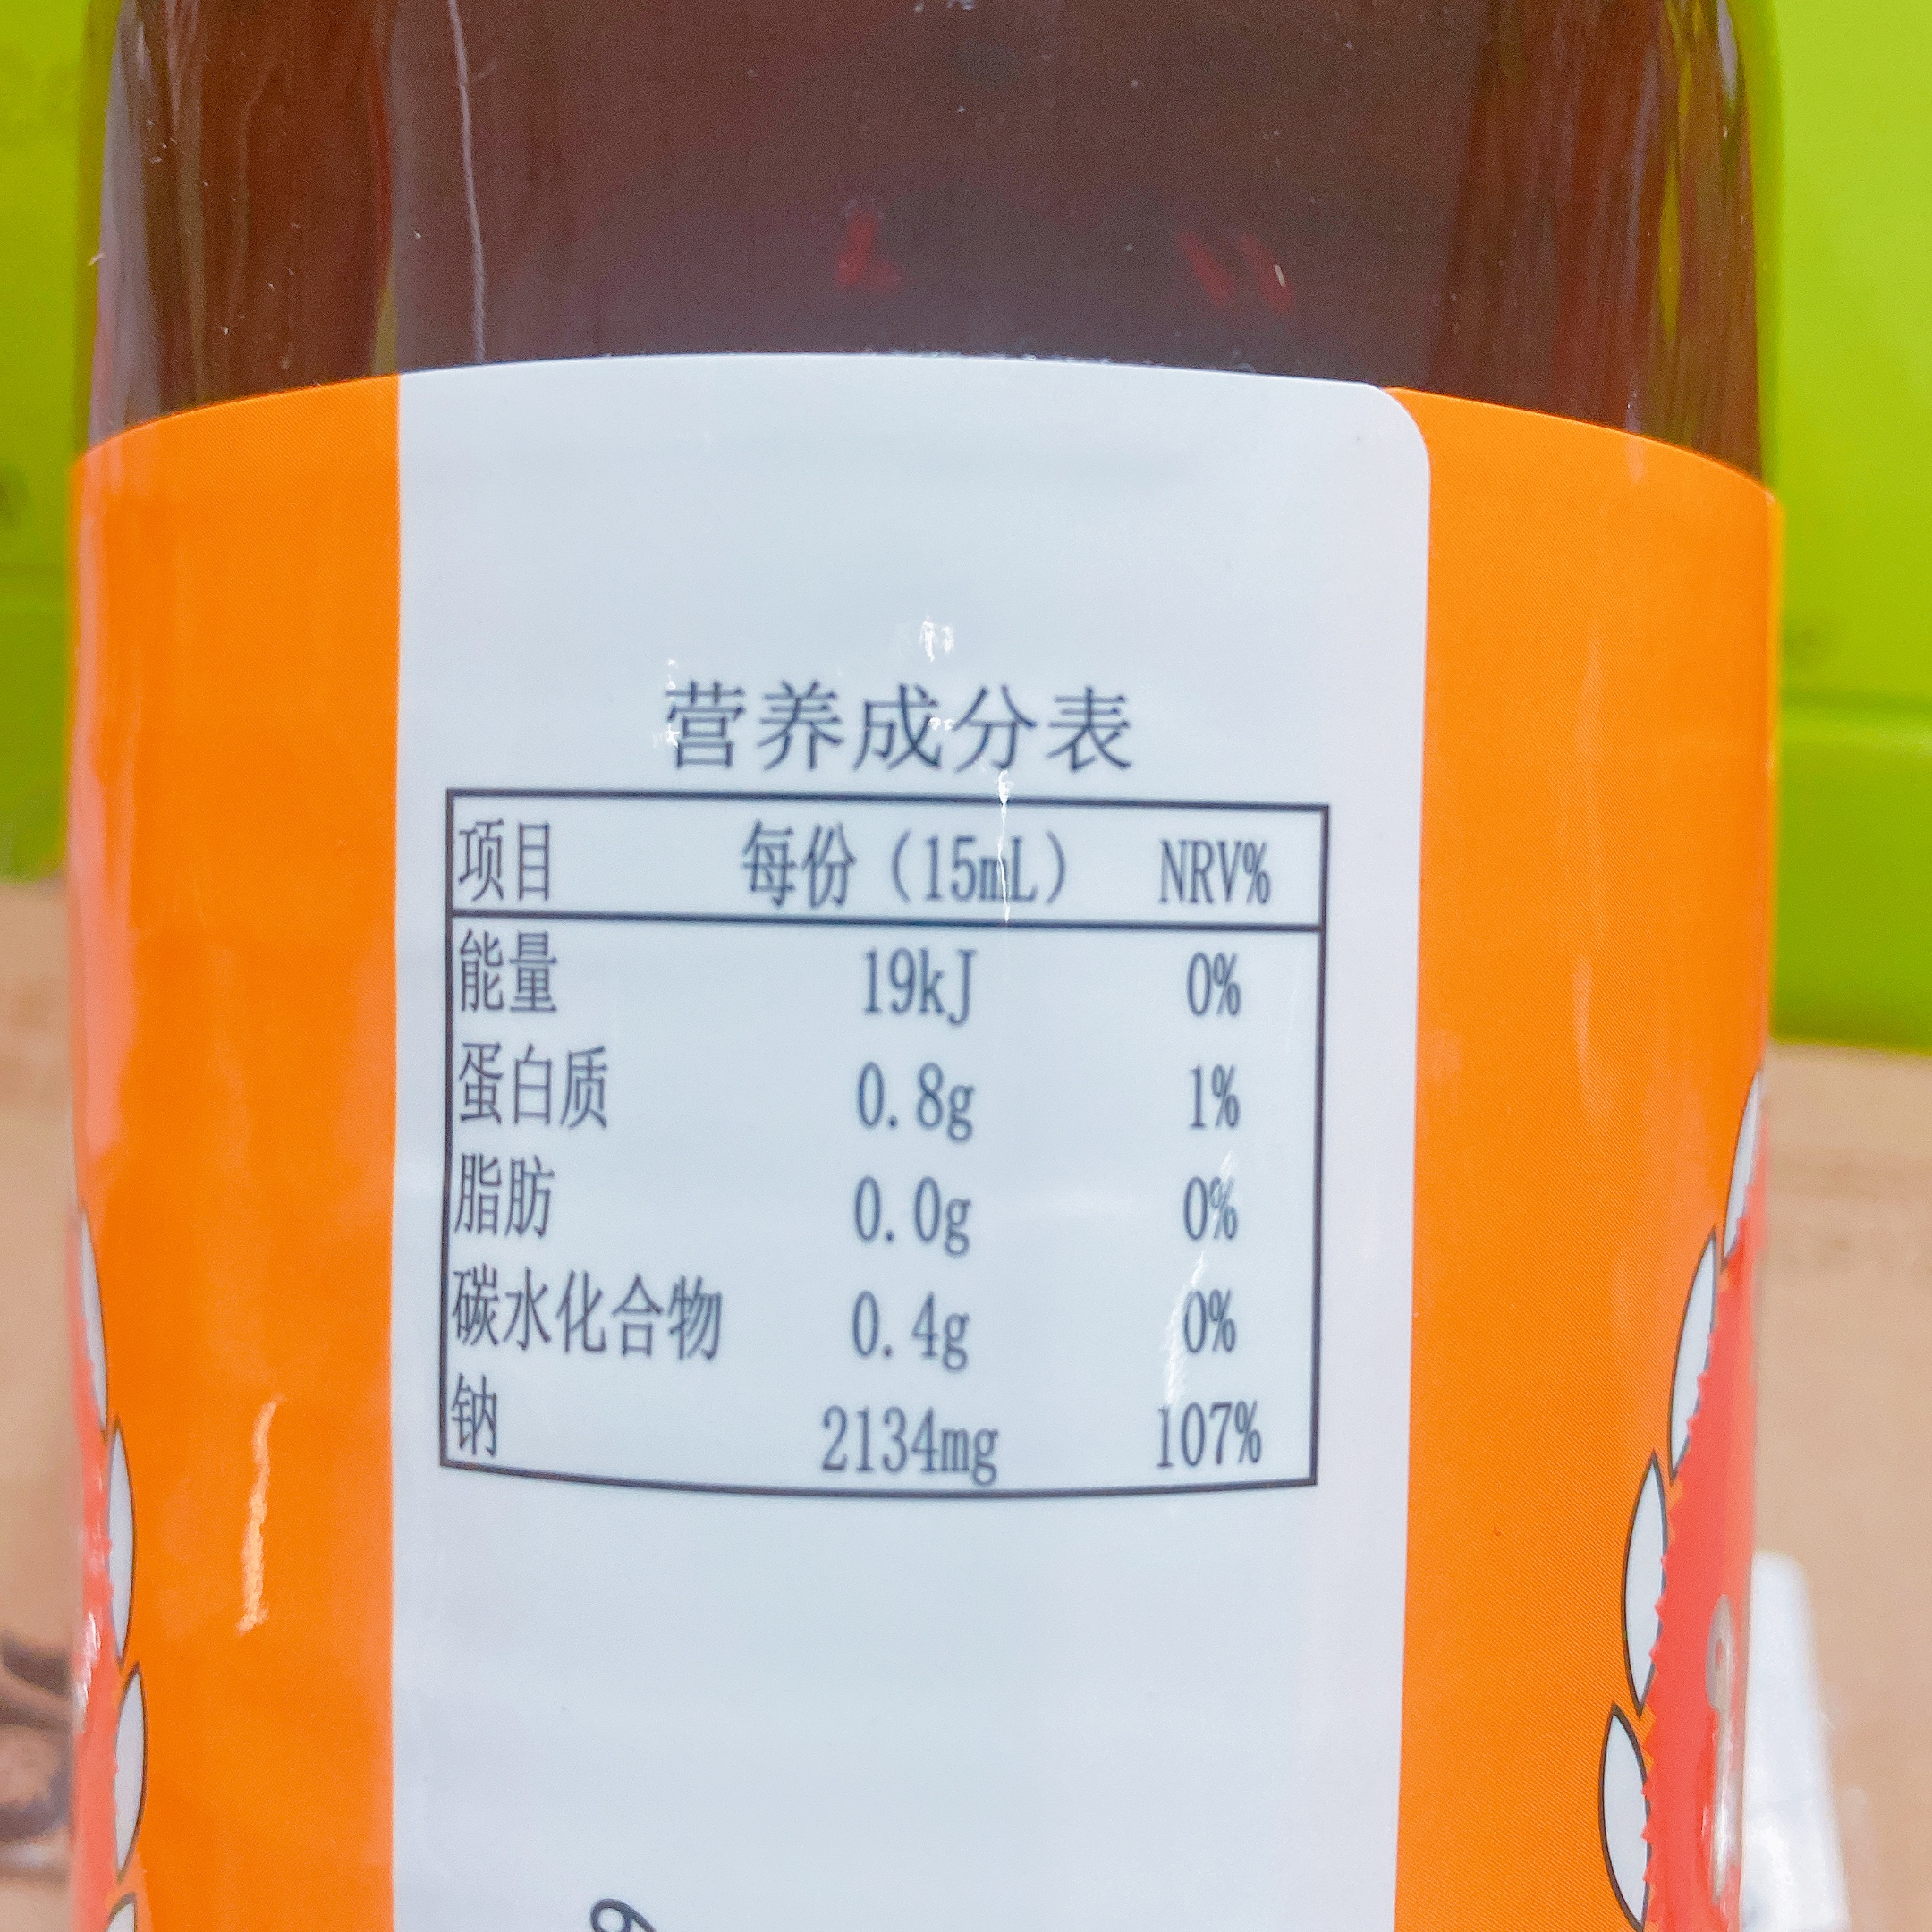 营养成分表
项目 每份（15mL） NRV%
能量 19kJ 0%
蛋白质 0.8g 1%
脂肪 0.0g 0%
碳水化合物 0.4g 0%
钠 2134mg 107%